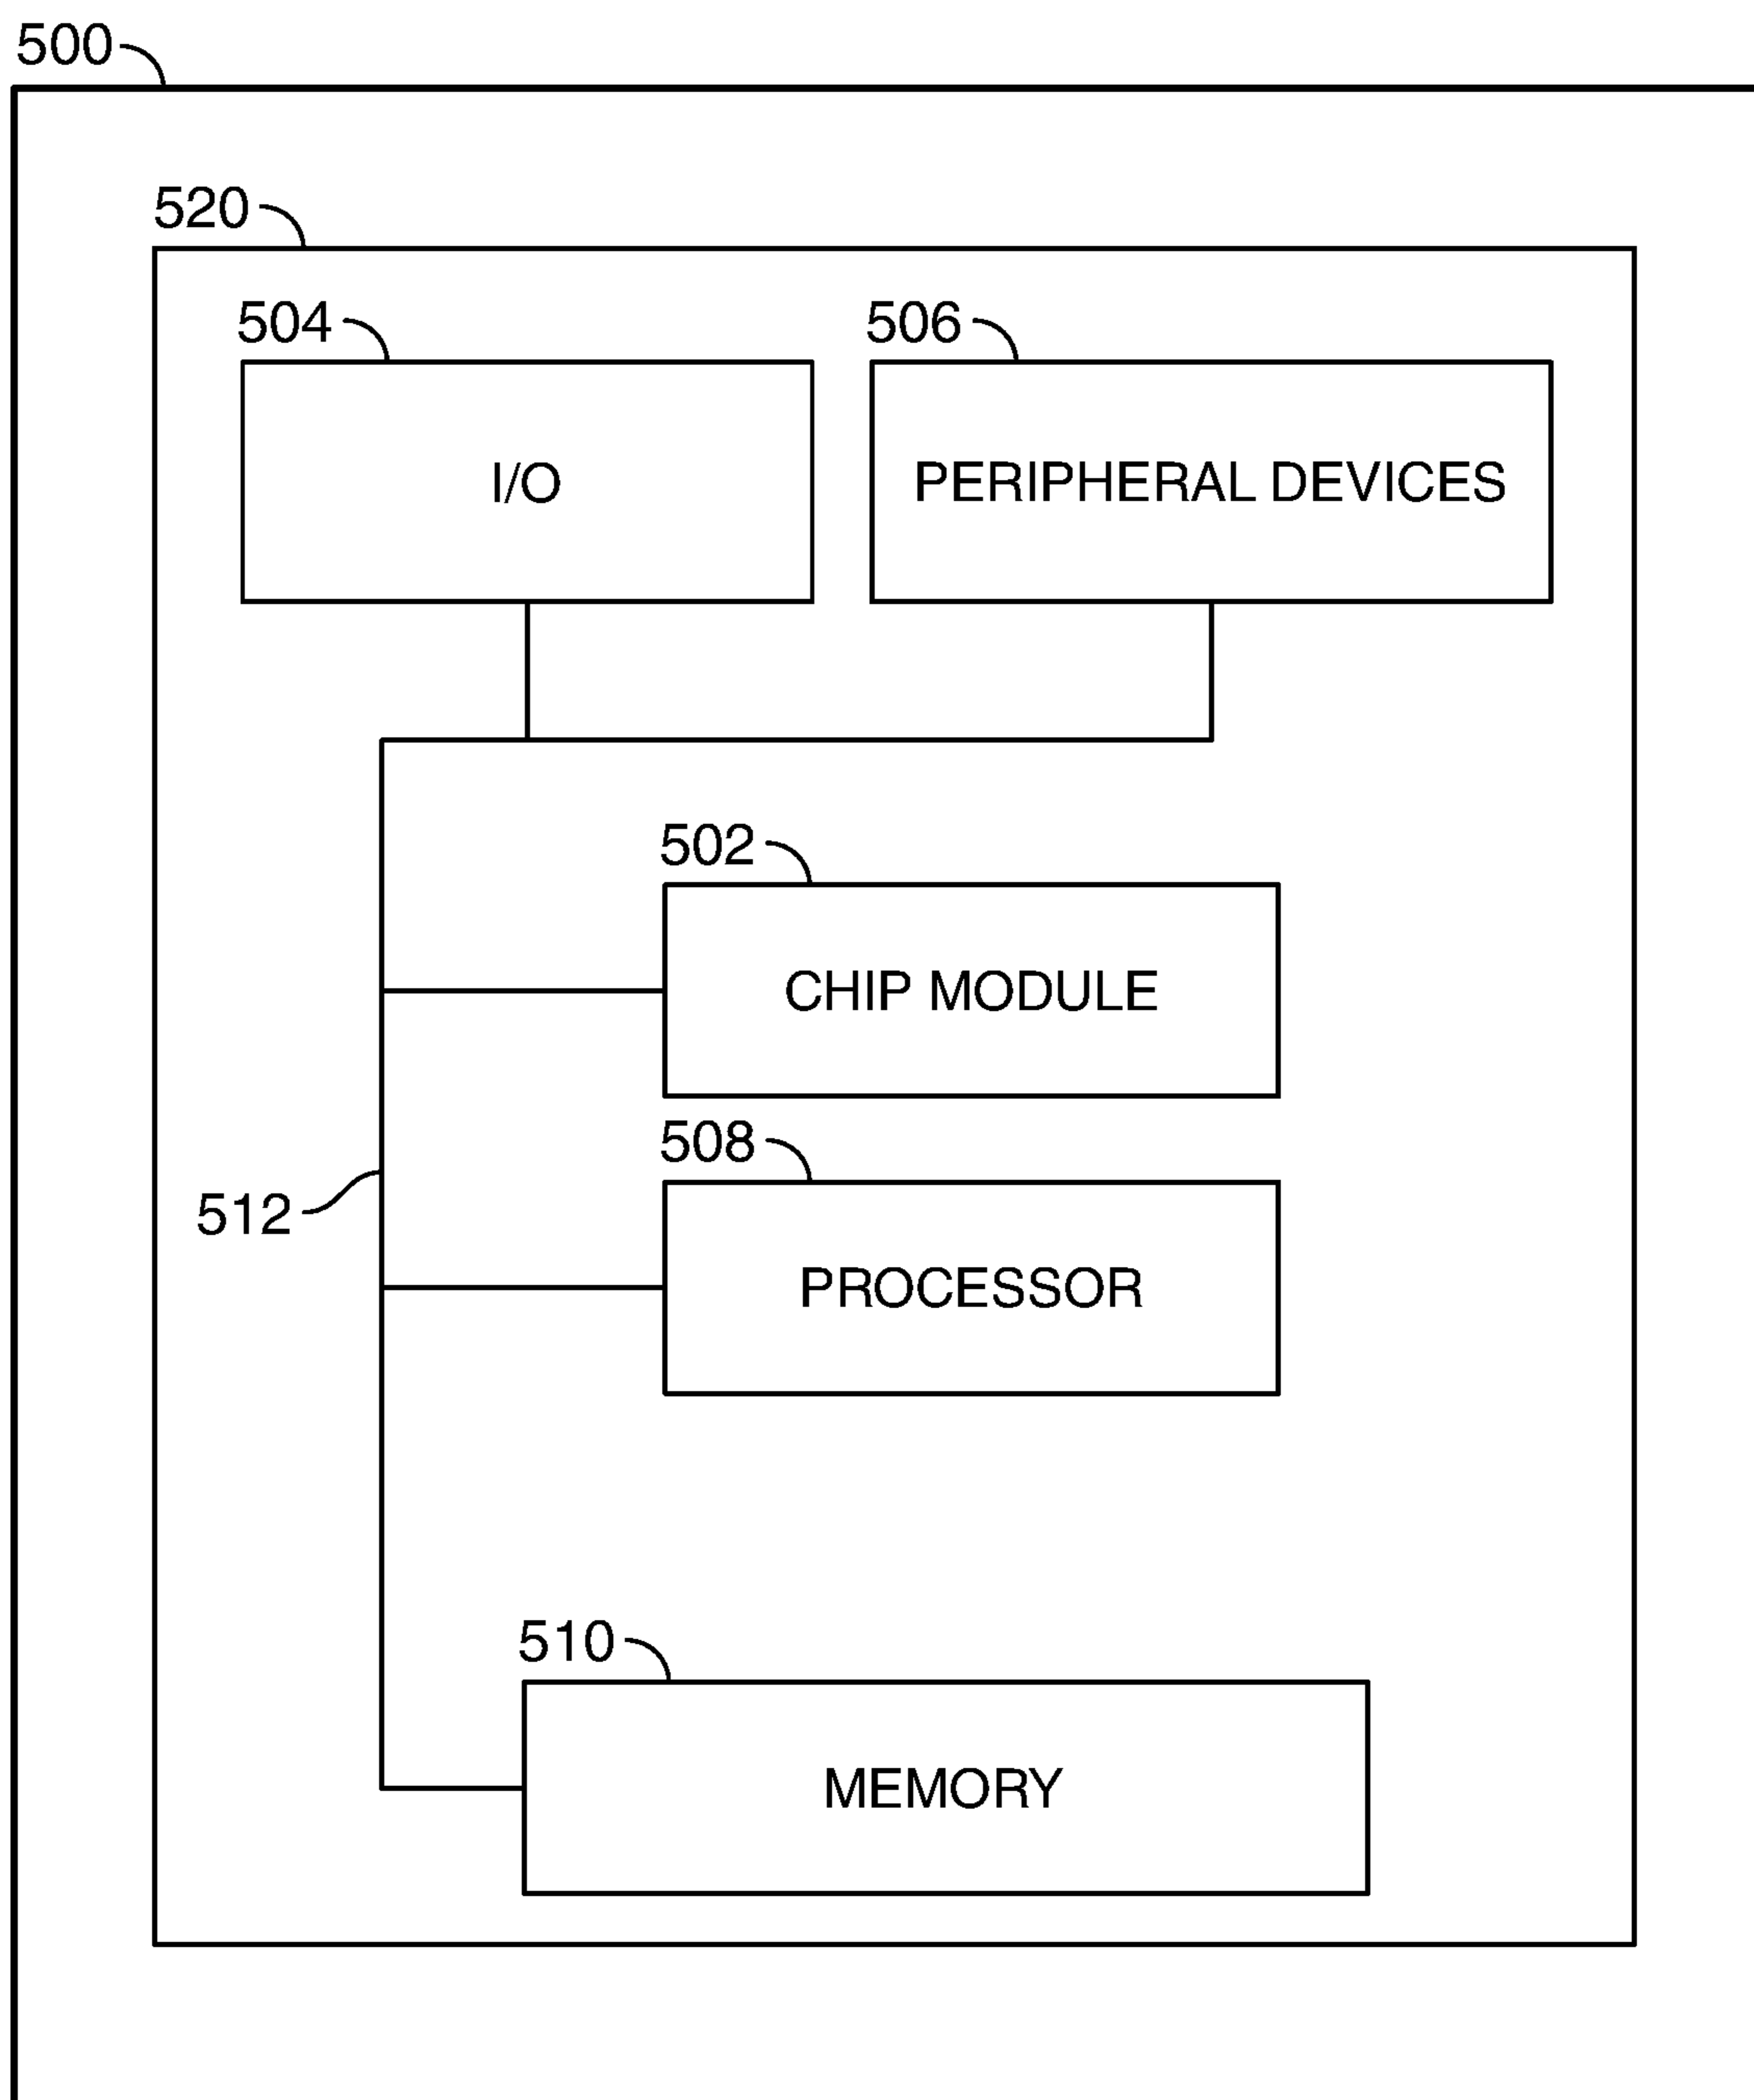 500
520
504
506
I/O
PERIPHERAL DEVICES
502
CHIP MODULE
508
512
PROCESSOR
510
MEMORY